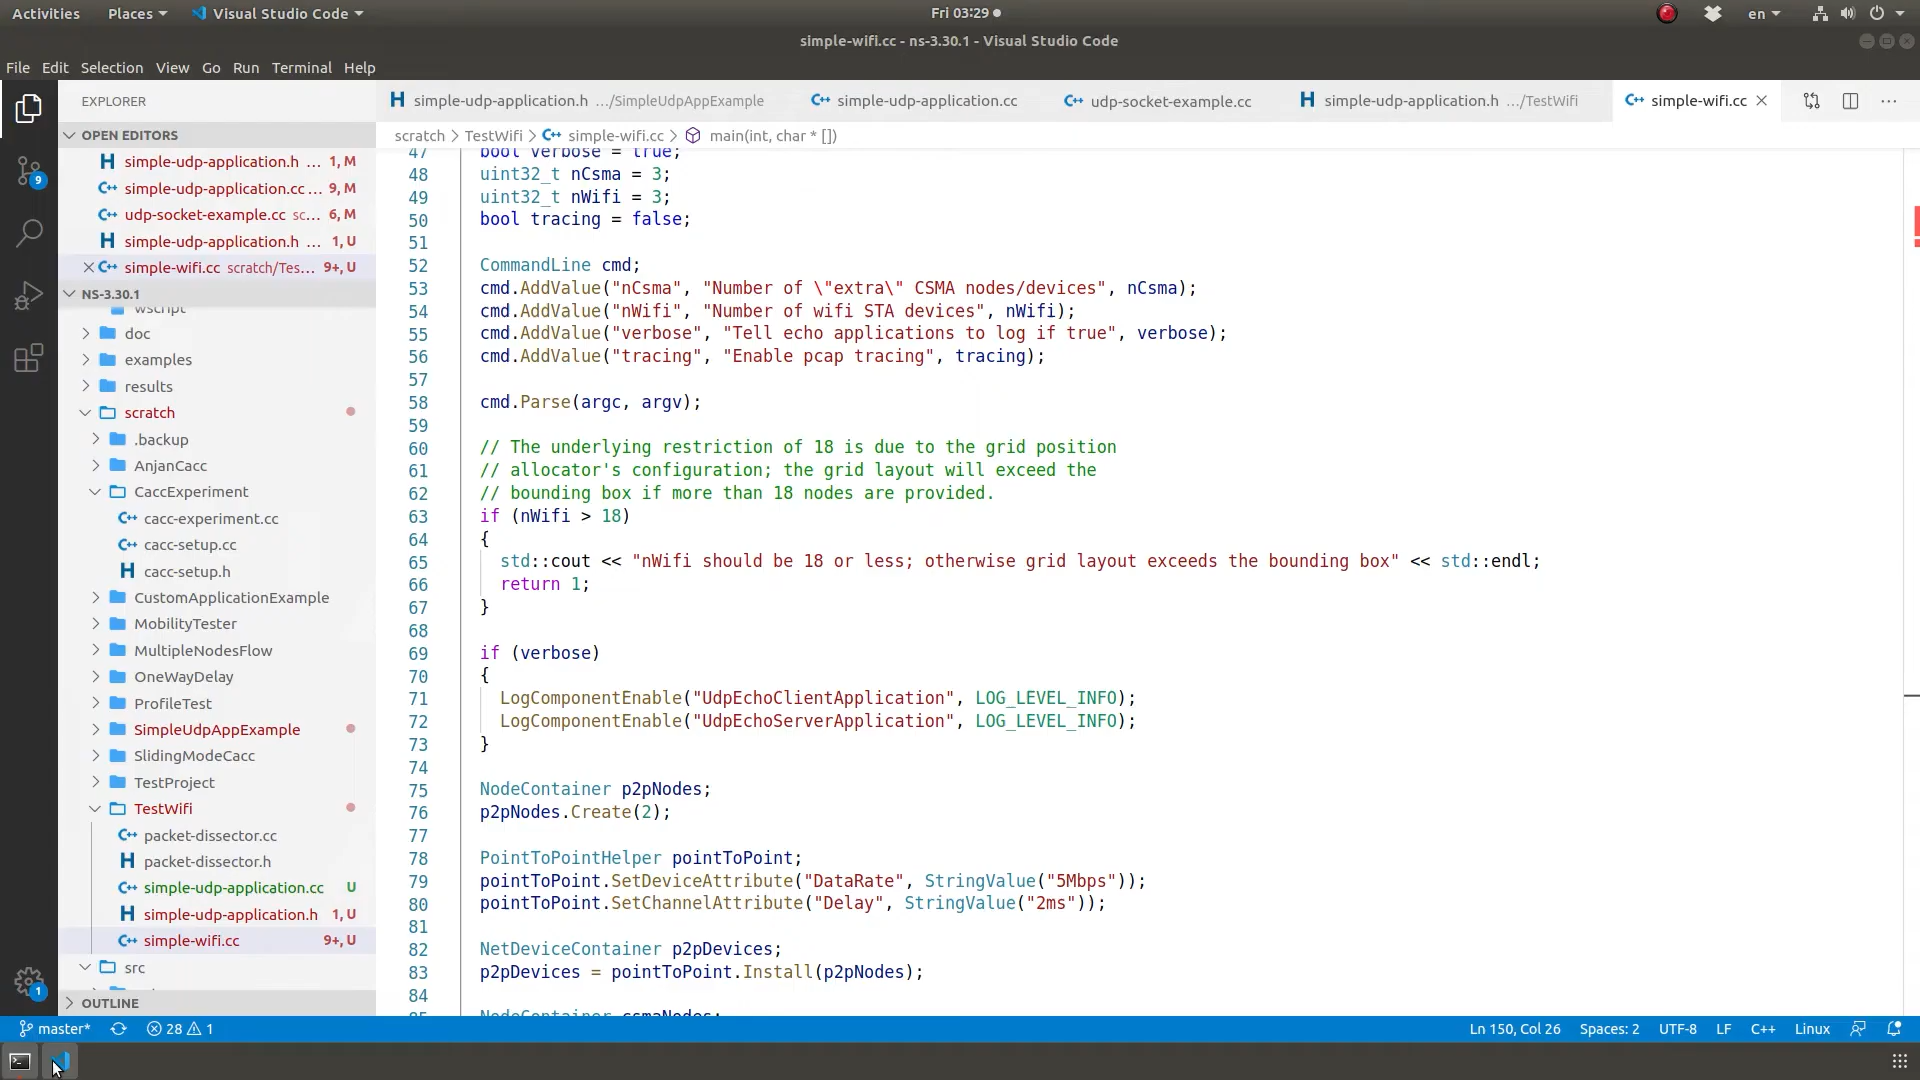 Activities Places Visual Studio Code Fri 03:29 en
simple-wifi.cc - ns-3.30.1 - Visual Studio Code
File Edit Selection View Go Run Terminal Help
EXPLORER
OPEN EDITORS
simple-udp-application.h ... 1, M
simple-udp-application.cc ... 9, M
udp-socket-example.cc sc... 6, M
simple-udp-application.h ... 1, U
simple-wifi.cc scratch/Tes... 9+, U
NS-3.30.1
wscript
doc
examples
results
scratch
.backup
AnjanCacc
CaccExperiment
cacc-experiment.cc
cacc-setup.cc
cacc-setup.h
CustomApplicationExample
MobilityTester
MultipleNodesFlow
OneWayDelay
ProfileTest
SimpleUdpAppExample
SlidingModeCacc
TestProject
TestWifi
packet-dissector.cc
packet-dissector.h
simple-udp-application.cc U
simple-udp-application.h 1, U
simple-wifi.cc 9+, U
src
OUTLINE
9
1
simple-udp-application.h .../SimpleUdpAppExample simple-udp-application.cc udp-socket-example.cc simple-udp-application.h .../TestWifi simple-wifi.cc
scratch > TestWifi > simple-wifi.cc > main(int, char * [])
47 bool verbose = true;
48 uint32_t nCsma = 3;
49 uint32_t nWifi = 3;
50 bool tracing = false;
51
52 CommandLine cmd;
53 cmd.AddValue("nCsma", "Number of \"extra\" CSMA nodes/devices", nCsma);
54 cmd.AddValue("nWifi", "Number of wifi STA devices", nWifi);
55 cmd.AddValue("verbose", "Tell echo applications to log if true", verbose);
56 cmd.AddValue("tracing", "Enable pcap tracing", tracing);
57
58 cmd.Parse(argc, argv);
59
60 // The underlying restriction of 18 is due to the grid position
61 // allocator's configuration; the grid layout will exceed the
62 // bounding box if more than 18 nodes are provided.
63 if (nWifi > 18)
64 {
65 std::cout << "nWifi should be 18 or less; otherwise grid layout exceeds the bounding box" << std::endl;
66 return 1;
67 }
68
69 if (verbose)
70 {
71 LogComponentEnable("UdpEchoClientApplication", LOG_LEVEL_INFO);
72 LogComponentEnable("UdpEchoServerApplication", LOG_LEVEL_INFO);
73 }
74
75 NodeContainer p2pNodes;
76 p2pNodes.Create(2);
77
78 PointToPointHelper pointToPoint;
79 pointToPoint.SetDeviceAttribute("DataRate", StringValue("5Mbps"));
80 pointToPoint.SetChannelAttribute("Delay", StringValue("2ms"));
81
82 NetDeviceContainer p2pDevices;
83 p2pDevices = pointToPoint.Install(p2pNodes);
84
85 NodeContainer csmaNodes;
master* 28 1 Ln 150, Col 26 Spaces: 2 UTF-8 LF C++ Linux